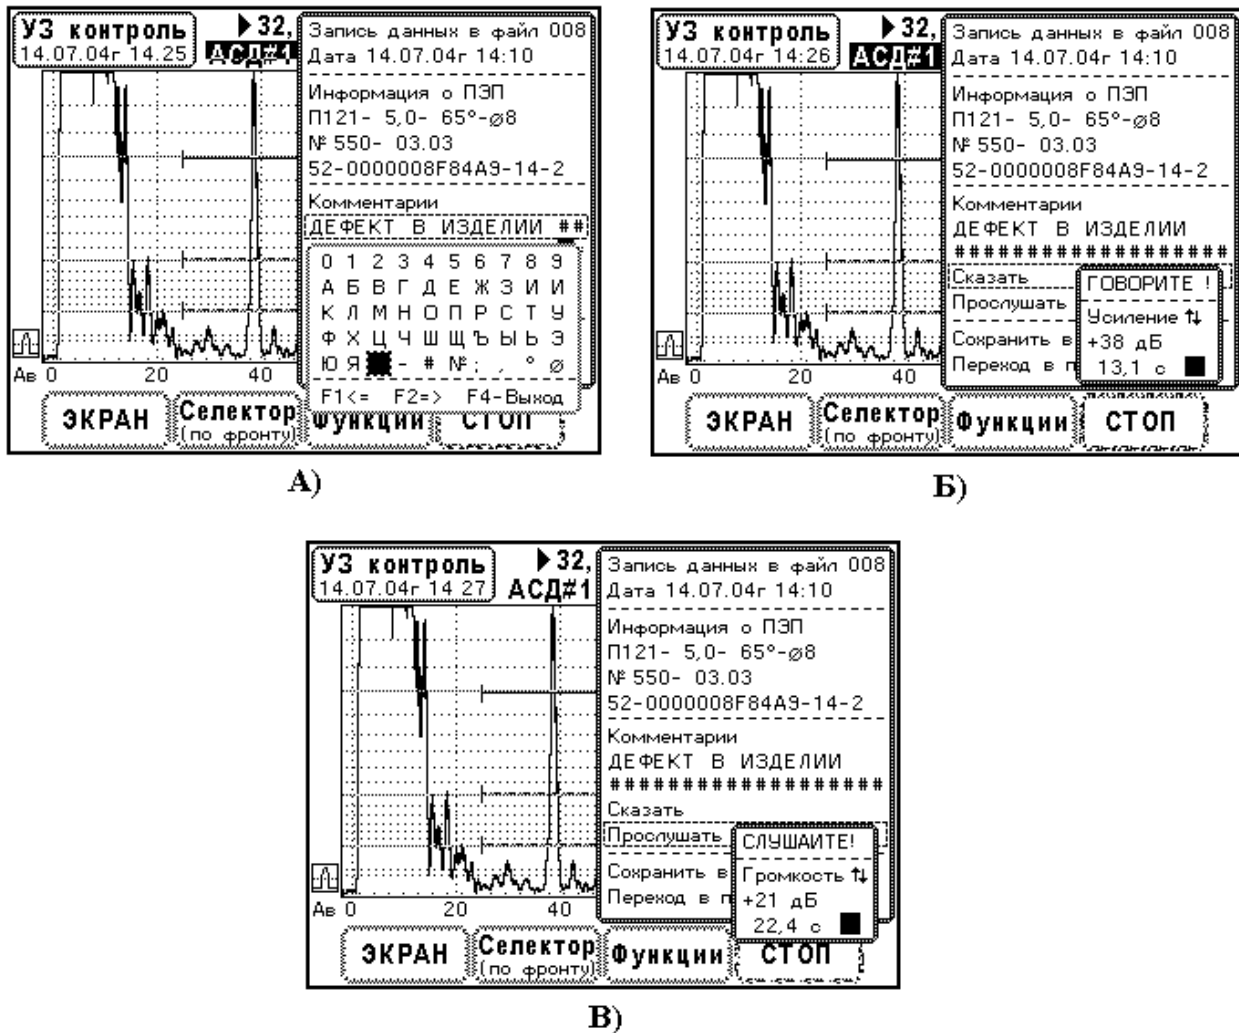 УЗ контроль
14.07.04г 14.25
▶32,
АСД#1
Запись данных в файл 008
Дата 14.07.04г 14:10
Информация о ПЭП
П121- 5,0- 65°-⌀8
№ 550- 03.03
52-0000008F84A9-14-2
Комментарии
ДЕФЕКТ В ИЗДЕЛИИ ##
0 1 2 3 4 5 6 7 8 9
А Б В Г Д Е Ж З И Й
К Л М Н О П Р С Т У
Ф Х Ц Ч Ш Щ Ъ Ы Ь Э
Ю Я - # № : , ° ⌀
F1<= F2=> F4-Выход
Ав 0 20 40
ЭКРАН
Селектор
(по фронту)
Функции
СТОП
А)
УЗ контроль
14.07.04г 14:26
▶32,
АСД#1
Запись данных в файл 008
Дата 14.07.04г 14:10
Информация о ПЭП
П121- 5,0- 65°-⌀8
№ 550- 03.03
52-0000008F84A9-14-2
Комментарии
ДЕФЕКТ В ИЗДЕЛИИ
###################
Сказать
Прослушать
Сохранить в
Переход в п
ГОВОРИТЕ !
Усиление ↑↓
+38 дБ
13,1 с
Ав 0 20 40
ЭКРАН
Селектор
(по фронту)
Функции
СТОП
Б)
УЗ контроль
14.07.04г 14 27
▶32,
АСД#1
Запись данных в файл 008
Дата 14.07.04г 14:10
Информация о ПЭП
П121- 5,0- 65°-⌀8
№ 550- 03.03
52-0000008F84A9-14-2
Комментарии
ДЕФЕКТ В ИЗДЕЛИИ
###################
Сказать
Прослушать
Сохранить в
Переход в п
СЛУШАЙТЕ!
Громкость ↑↓
+21 дБ
22,4 с
Ав 0 20 40
ЭКРАН
Селектор
(по фронту)
Функции
СТОП
В)